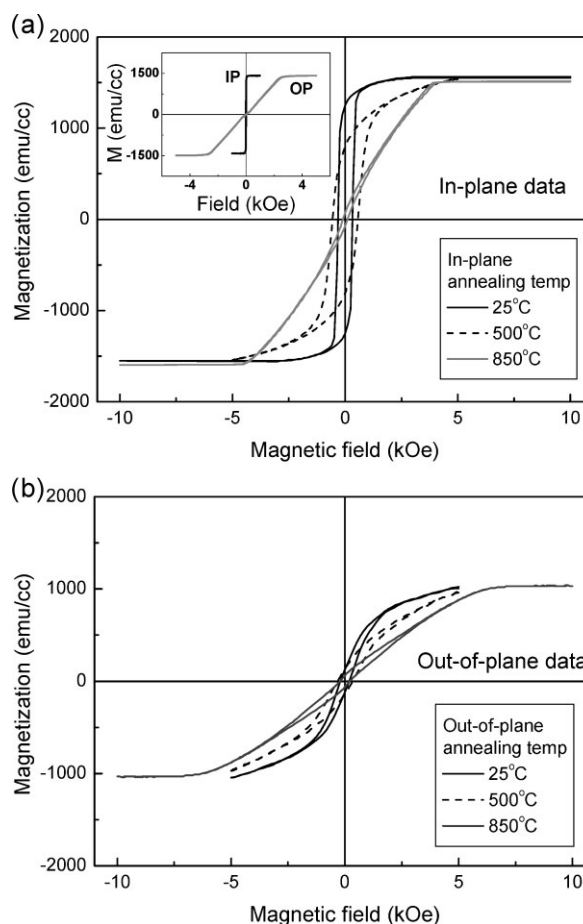 (a)
2000
1000
0
-1000
-2000
Magnetization (emu/cc)
1500
0
-1500
M (emu/cc)
IP
OP
-4
0
4
Field (kOe)
In-plane data
In-plane
annealing temp
25°C
500°C
850°C
-10
-5
0
5
10
Magnetic field (kOe)
(b)
2000
1000
0
-1000
-2000
Magnetization (emu/cc)
Out-of-plane data
Out-of-plane
annealing temp
25°C
500°C
850°C
-10
-5
0
5
10
Magnetic field (kOe)